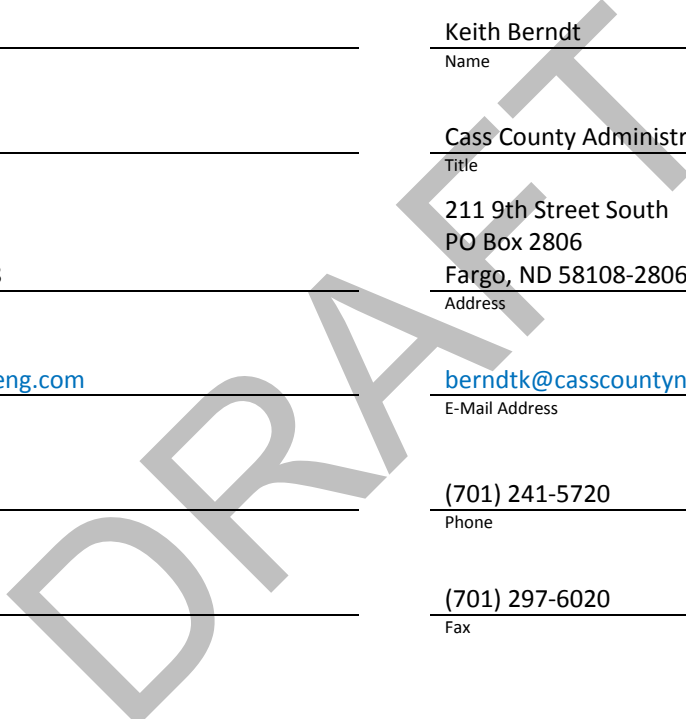 Keith Berndt
Name
Cass County Administr
Title
211 9th Street South
PO Box 2806
Fargo, ND 58108-2806
Address
eng.com
berndtk@casscountyn
E-Mail Address
(701) 241-5720
Phone
(701) 297-6020
Fax
DRAFT